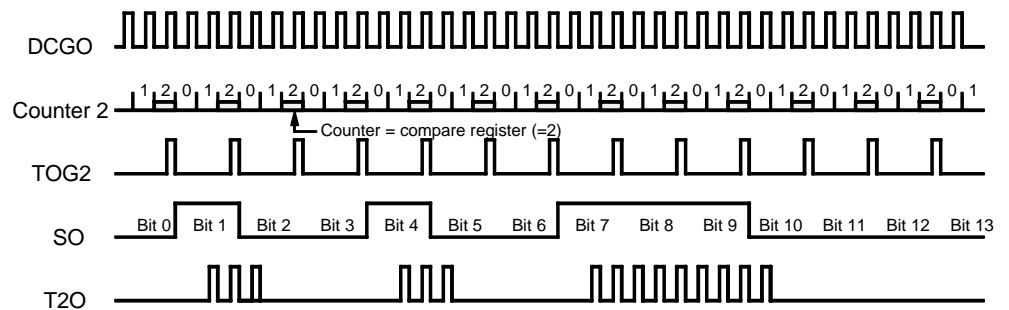 DCGO
1 2 0 1 2 0 1 2 0 1 2 0 1 2 0 1 2 0 1 2 0 1 2 0 1 2 0 1 2 0 1 2 0 1 2 0 1 2 0 1
Counter 2
Counter = compare register (=2)
TOG2
Bit 0 Bit 1 Bit 2 Bit 3 Bit 4 Bit 5 Bit 6 Bit 7 Bit 8 Bit 9 Bit 10 Bit 11 Bit 12 Bit 13
SO
T2O